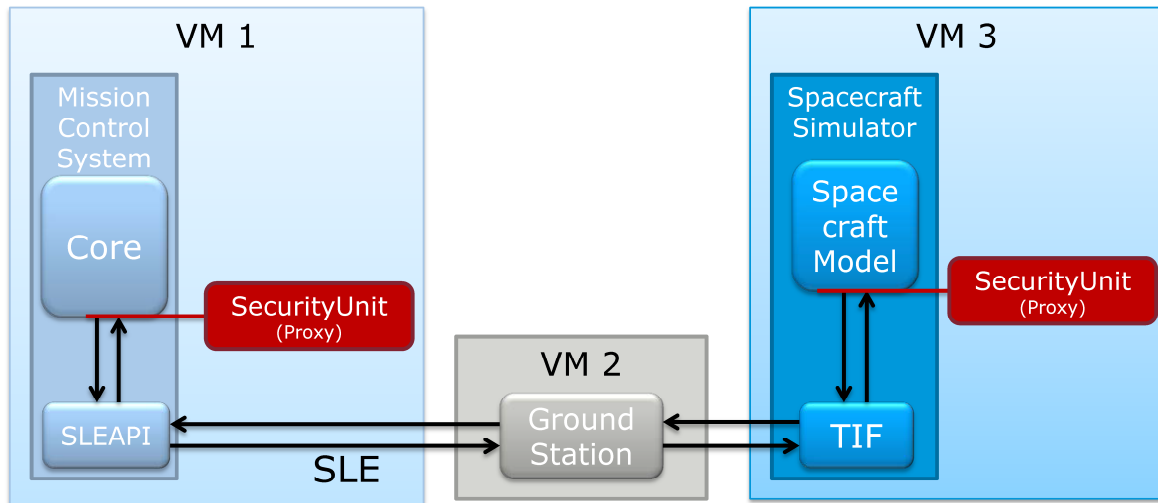 VM 1
Mission
Control
System
Core
SecurityUnit
(Proxy)
SLEAPI
SLE
VM 2
Ground
Station
VM 3
Spacecraft
Simulator
Space
craft
Model
SecurityUnit
(Proxy)
TIF